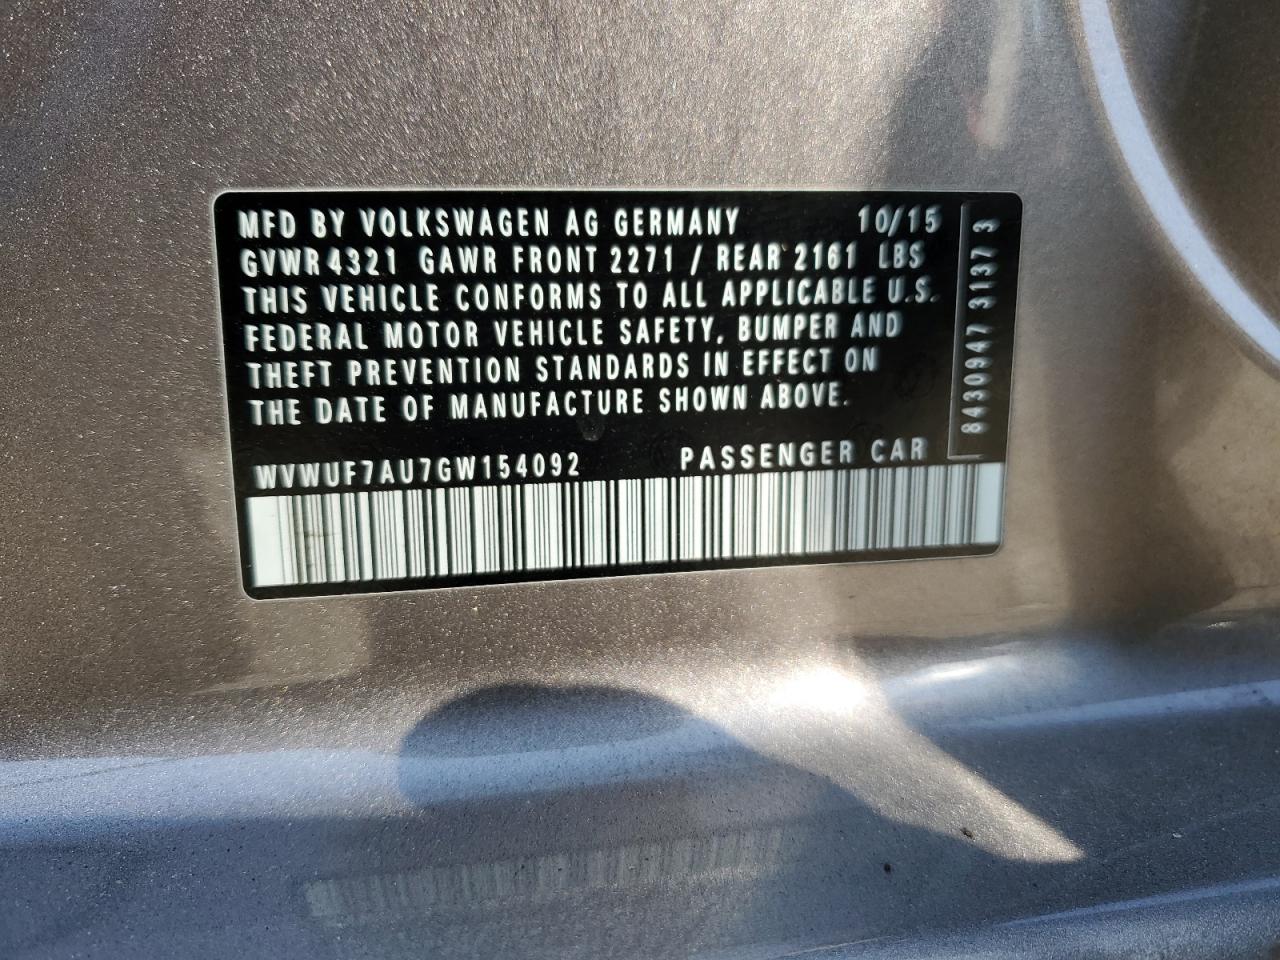 MFD BY VOLKSWAGEN AG GERMANY 10/15
GVWR 4321 GAWR FRONT 2271 / REAR 2161 LBS
THIS VEHICLE CONFORMS TO ALL APPLICABLE U.S.
FEDERAL MOTOR VEHICLE SAFETY, BUMPER AND
THEFT PREVENTION STANDARDS IN EFFECT ON
THE DATE OF MANUFACTURE SHOWN ABOVE.
WVWUF7AU7GW154092 PASSENGER CAR
8430947 3137 3